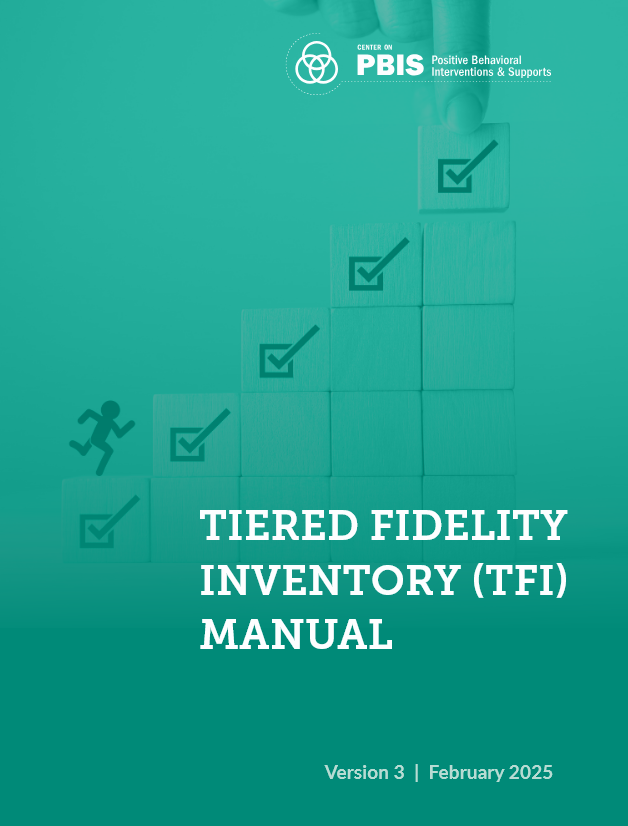 CENTER ON
PBIS
Positive Behavioral
Interventions & Supports
TIERED FIDELITY
INVENTORY (TFI)
MANUAL
Version 3 | February 2025